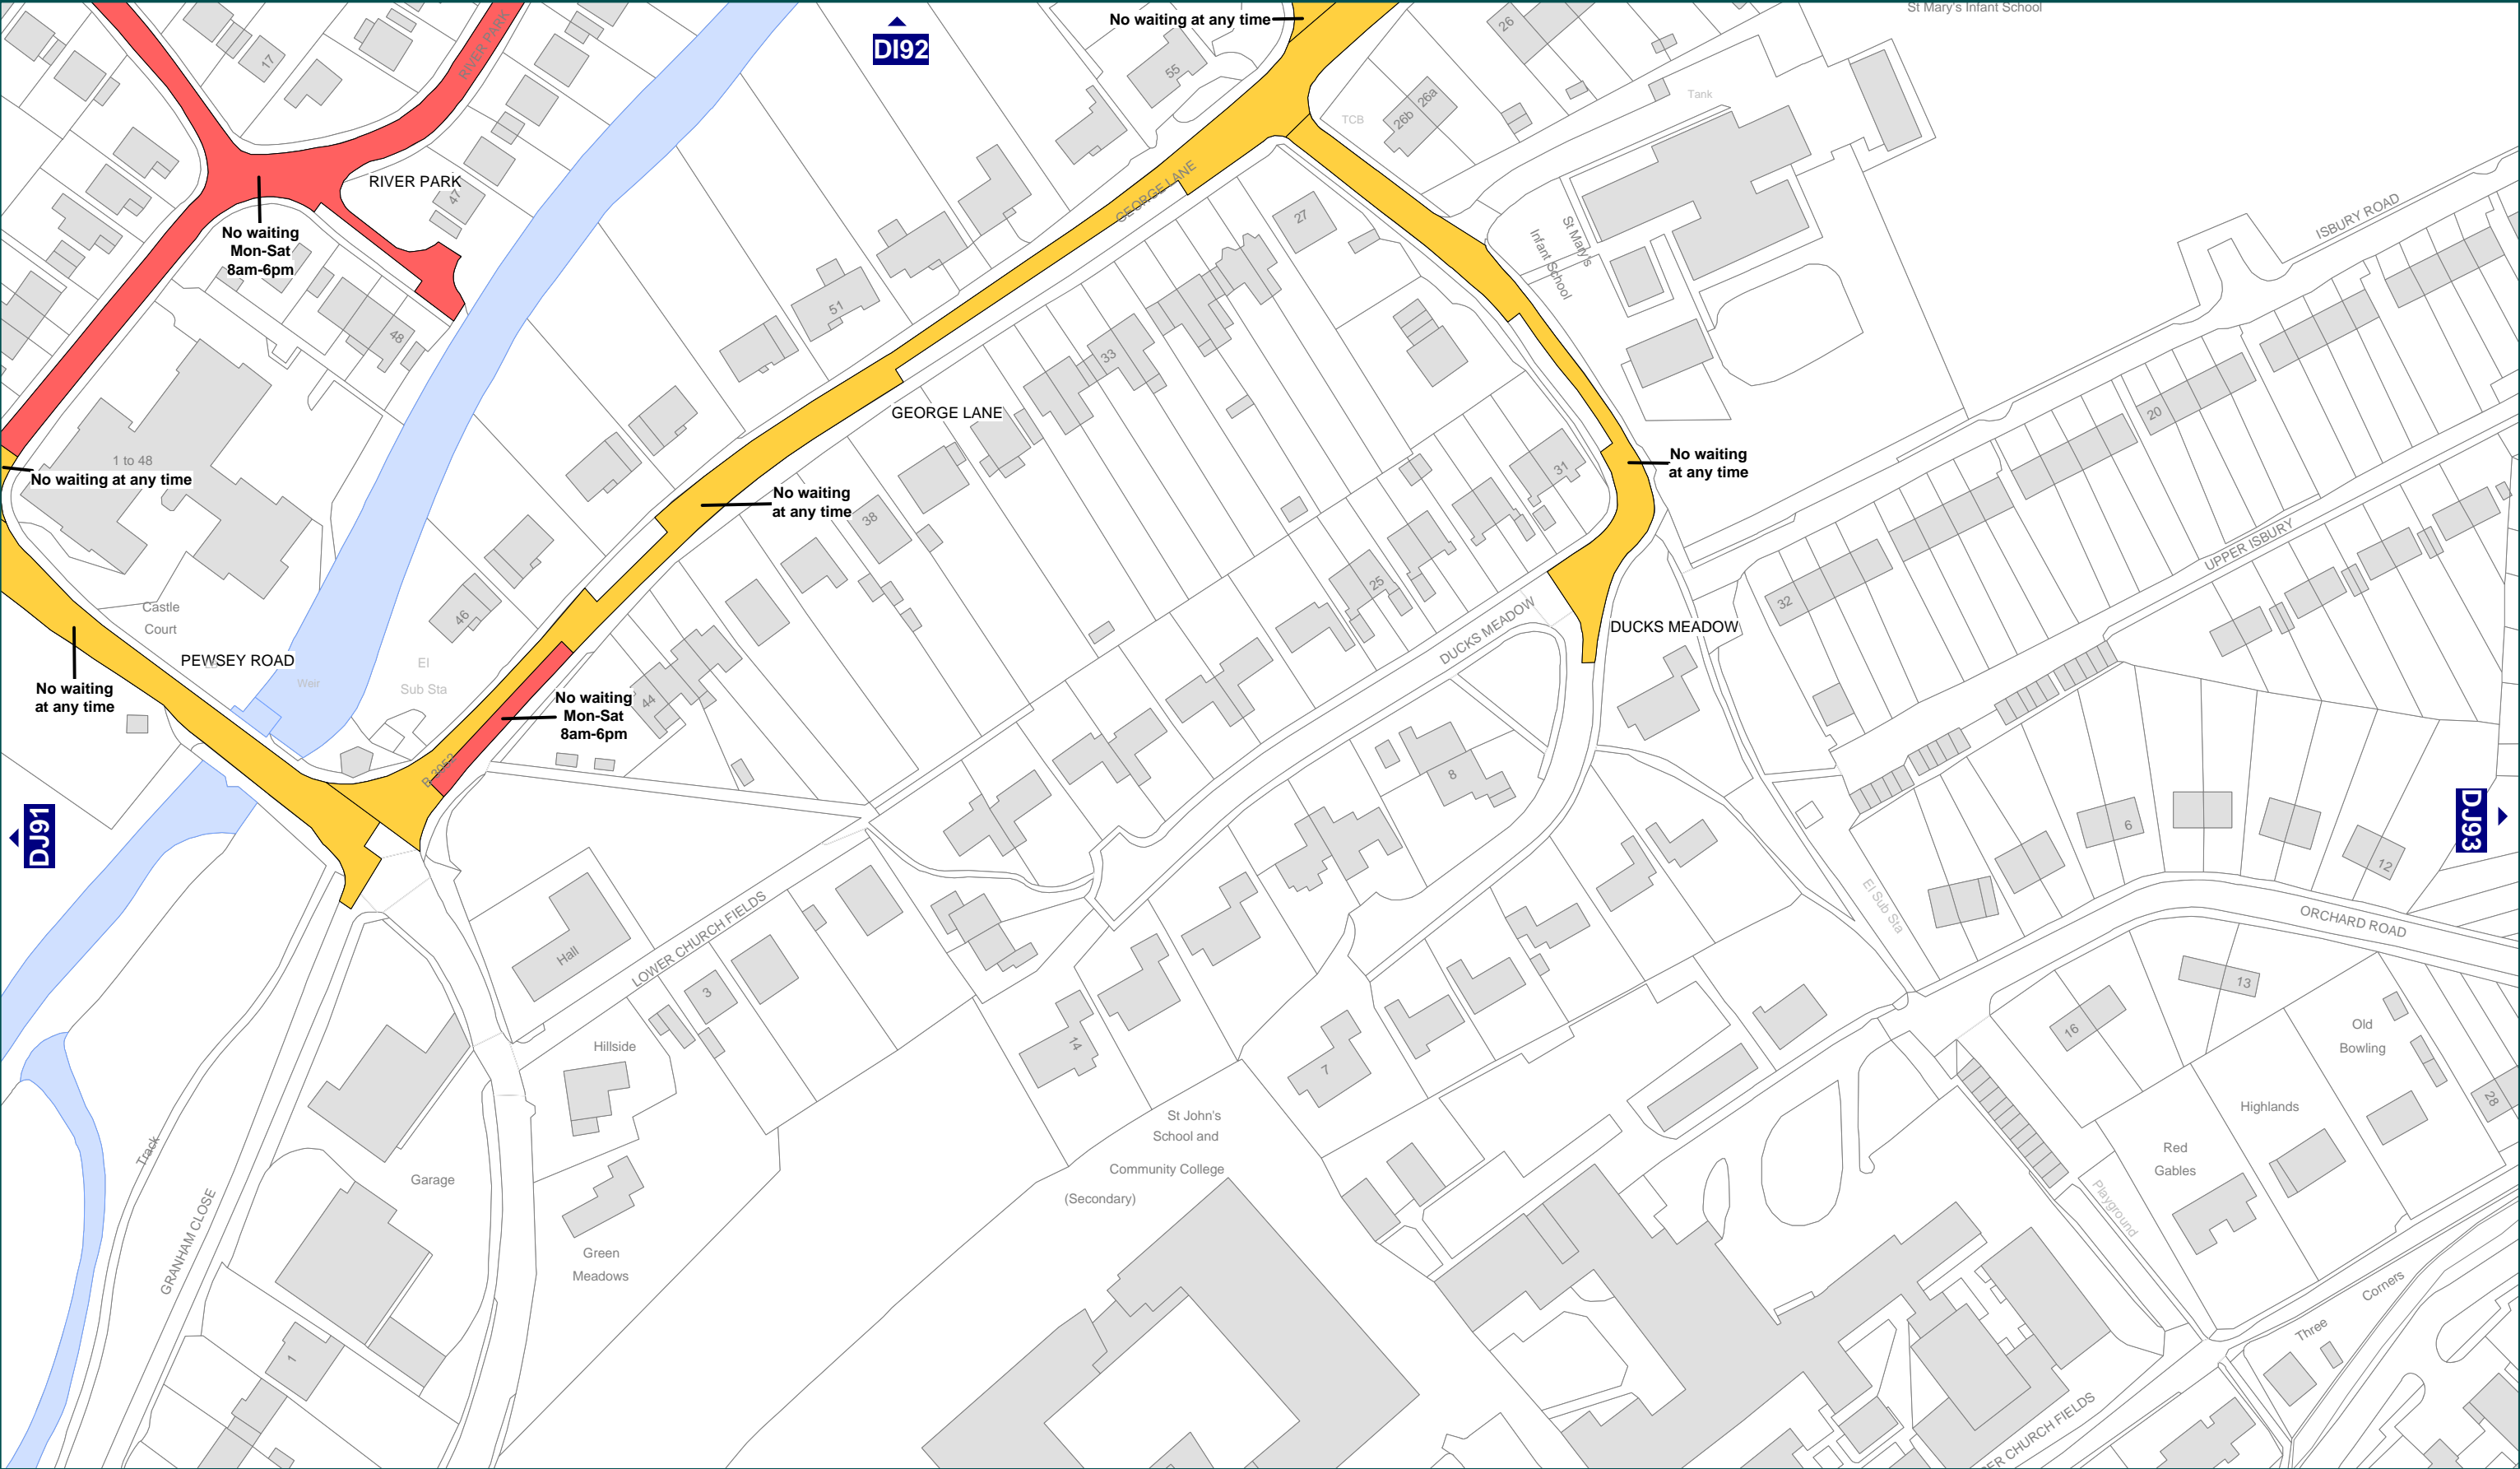 No waiting at any time
St Mary's Infant School
DI92
RIVER PARK
17
55
26
26a
26b
TCB
Tank
RIVER PARK
47
No waiting
Mon-Sat
8am-6pm
48
GEORGE LANE
27
St Mary's
Infant School
ISBURY ROAD
51
33
GEORGE LANE
20
1 to 48
No waiting at any time
No waiting
at any time
31
No waiting
at any time
38
UPPER ISBURY
25
32
46
Castle
Court
DUCKS MEADOW
DUCKS MEADOW
PEWSEY ROAD
El
Sub Sta
Weir
No waiting
at any time
44
No waiting
Mon-Sat
8am-6pm
8
DJ91
DJ93
6
12
El Sub Sta
ORCHARD ROAD
Hall
LOWER CHURCH FIELDS
3
13
16
Old
Bowling
Hillside
14
7
Highlands
28
St John's
School and
Community College
(Secondary)
Red
Gables
Track
Garage
GRANHAM CLOSE
Playground
Green
Meadows
Corners
Three
1
CHURCH FIELDS